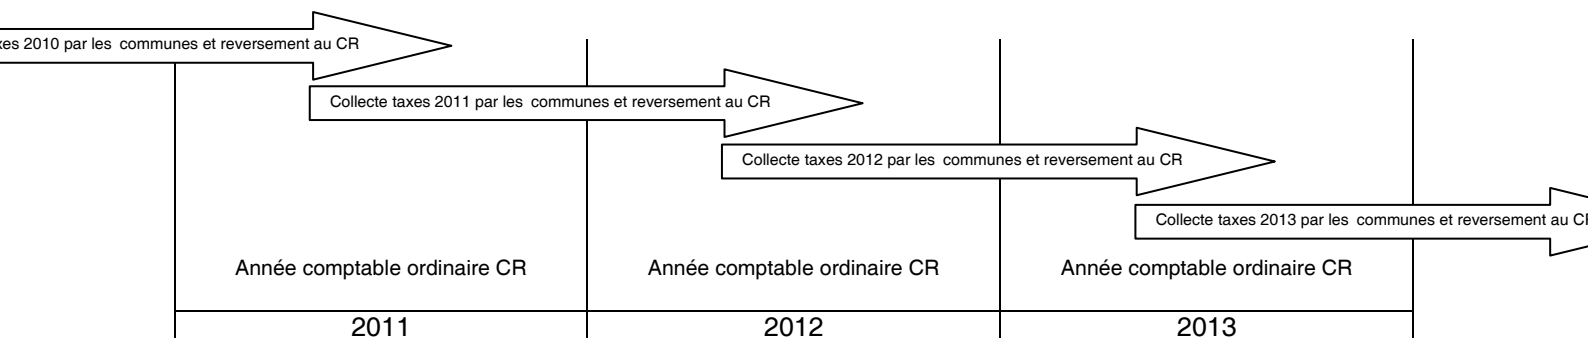 2010 par les communes et reversement au CR
Collecte taxes 2011 par les communes et reversement au CR
Collecte taxes 2012 par les communes et reversement au CR
Collecte taxes 2013 par les communes et reversement au
Année comptable ordinaire CR
Année comptable ordinaire CR
Année comptable ordinaire CR
2011
2012
2013